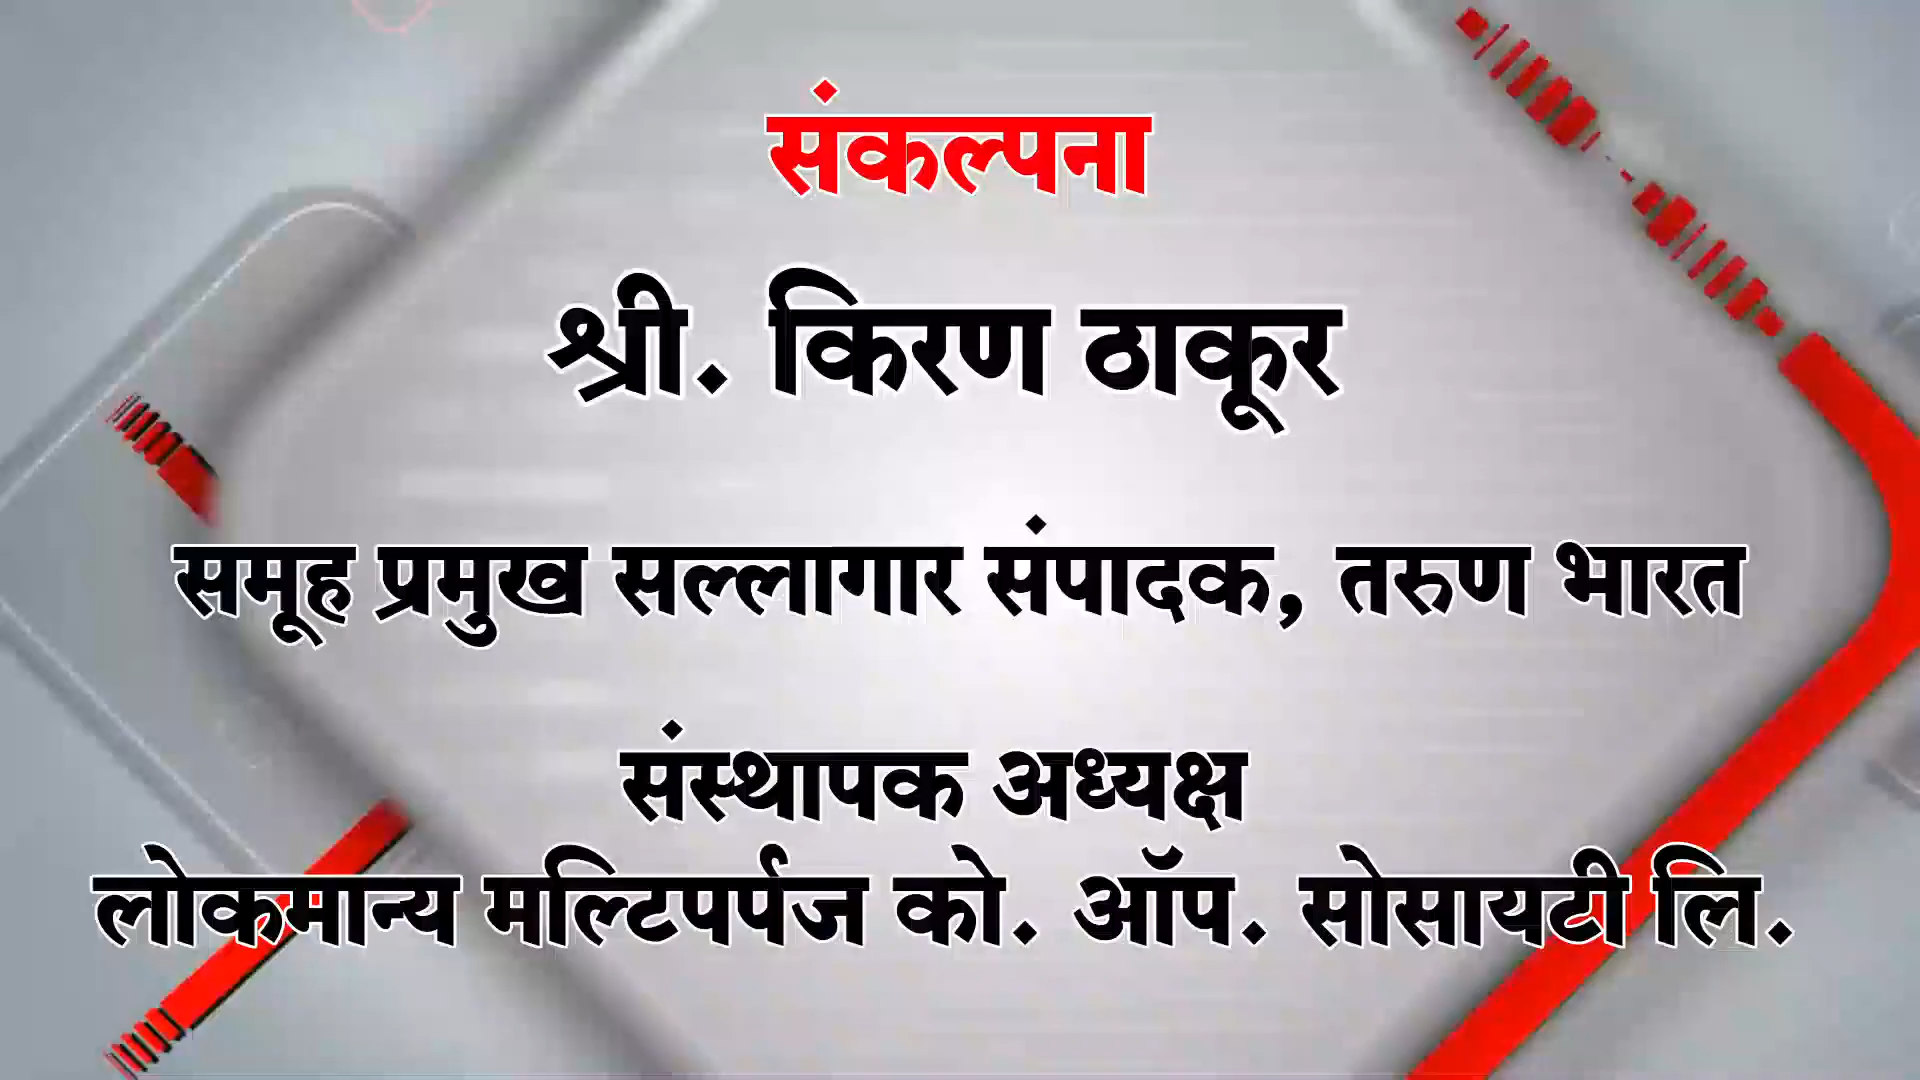 संकल्पना
श्री. किरण ठाकूर
समूह प्रमुख सल्लागार संपादक, तरुण भारत
संस्थापक अध्यक्ष
लोकमान्य मल्टिपर्पज को. ऑप. सोसायटी लि.